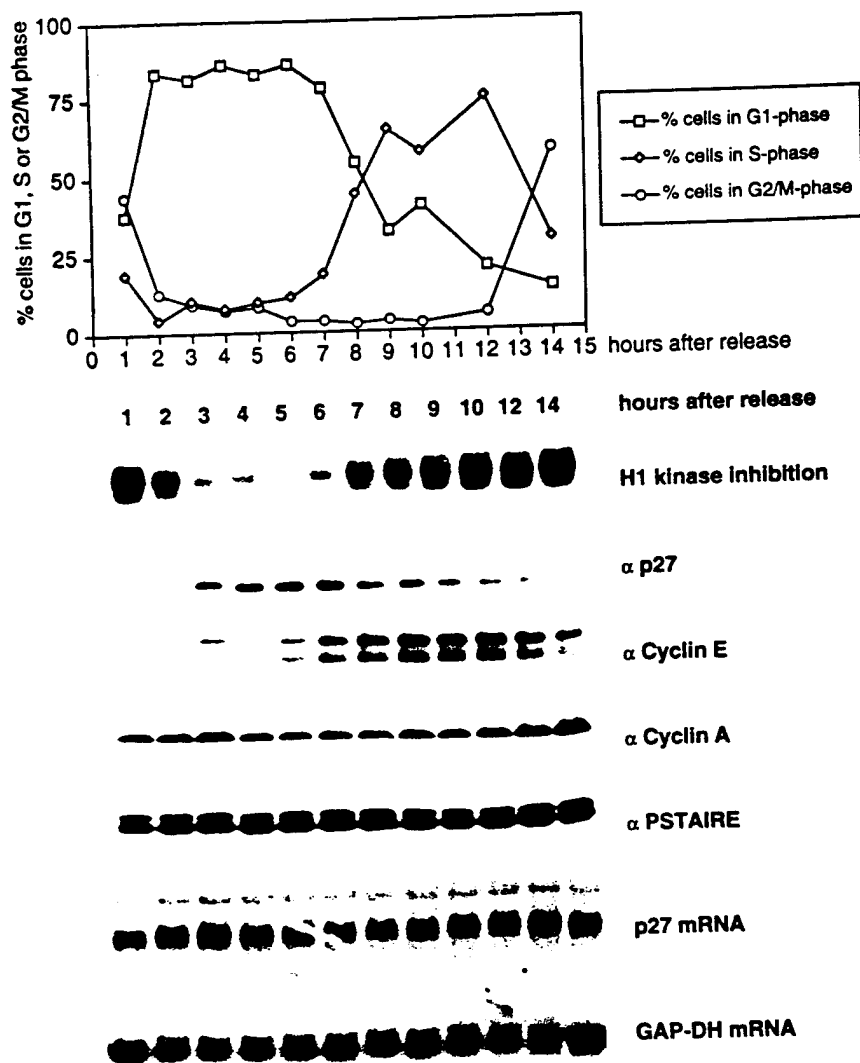 100
75
50
25
0
% cells in G1, S or G2/M phase
% cells in G1-phase
% cells in S-phase
% cells in G2/M-phase
0 1 2 3 4 5 6 7 8 9 10 12 13 14 15 hours after release
1 2 3 4 5 6 7 8 9 10 12 14 hours after release
H1 kinase inhibition
α p27
α Cyclin E
α Cyclin A
α PSTAIRE
p27 mRNA
GAP-DH mRNA